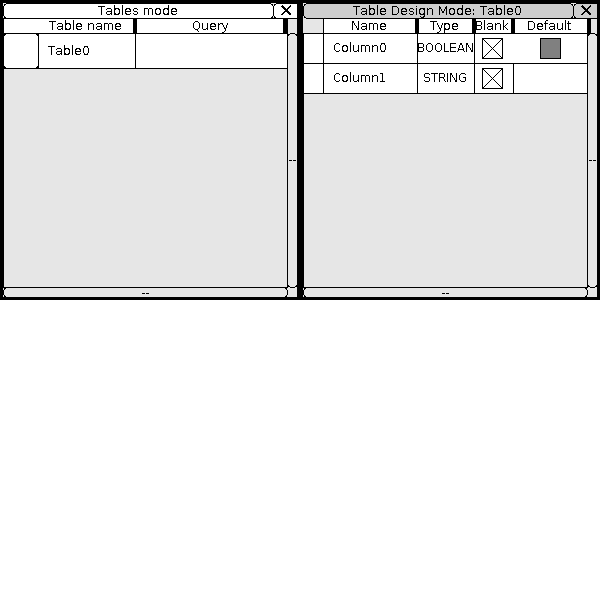 Tables mode
Table name Query
Table0
--
--
Table Design Mode: Table0
Name Type Blank Default
Column0 BOOLEAN
Column1 STRING
--
--